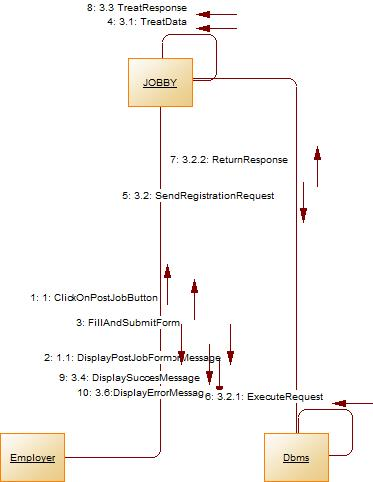 8: 3.3 TreatResponse
4: 3.1: TreatData
JOBBY
7: 3.2.2: ReturnResponse
5: 3.2: SendRegistrationRequest
1: 1: ClickOnPostJobButton
3: FillAndSubmitForm
2: 1.1: DisplayPostJobFormorMessage
9: 3.4: DisplaySuccesMessage
10: 3.6:DisplayErrorMessag
6: 3.2.1: ExecuteRequest
Employer
Dbms